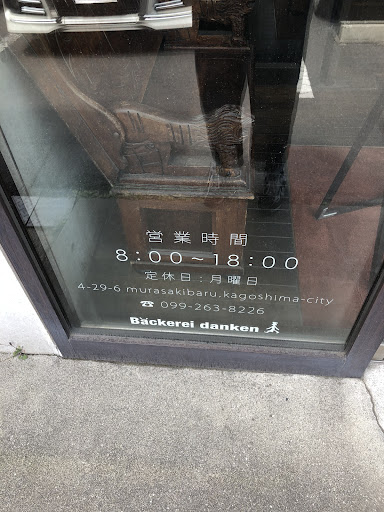 営業時間
8:00～18:00
定休日:月曜日
4-29-6 murasakibaru.kagoshima-city
☎ 099-263-8226
Bäckerei danken